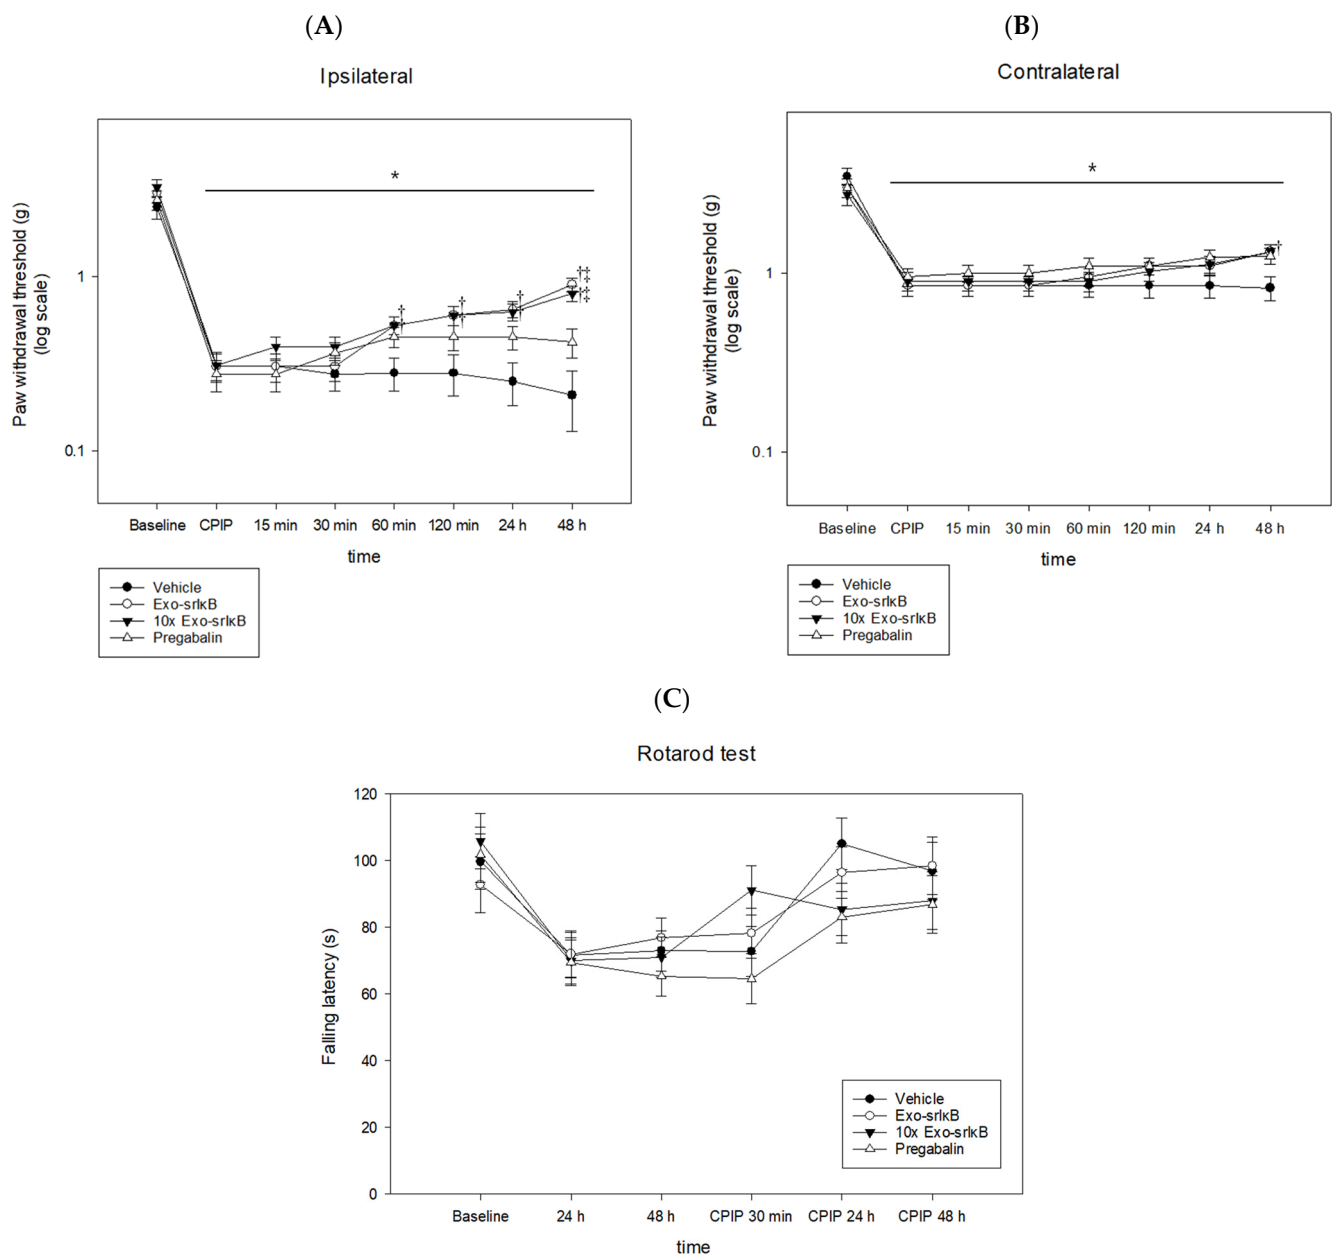 (A)
Ipsilateral
Paw withdrawal threshold (g)
(log scale)
*
1
0.1
†‡
†‡
†
†
†
†
†
†
Baseline CPIP 15 min 30 min 60 min 120 min 24 h 48 h
time
Vehicle
Exo-srIκB
10x Exo-srIκB
Pregabalin
(B)
Contralateral
Paw withdrawal threshold (g)
(log scale)
*
†
1
0.1
Baseline CPIP 15 min 30 min 60 min 120 min 24 h 48 h
time
Vehicle
Exo-srIκB
10x Exo-srIκB
Pregabalin
(C)
Rotarod test
Falling latency (s)
120
100
80
60
40
20
0
Vehicle
Exo-srIκB
10x Exo-srIκB
Pregabalin
Baseline 24 h 48 h CPIP 30 min CPIP 24 h CPIP 48 h
time